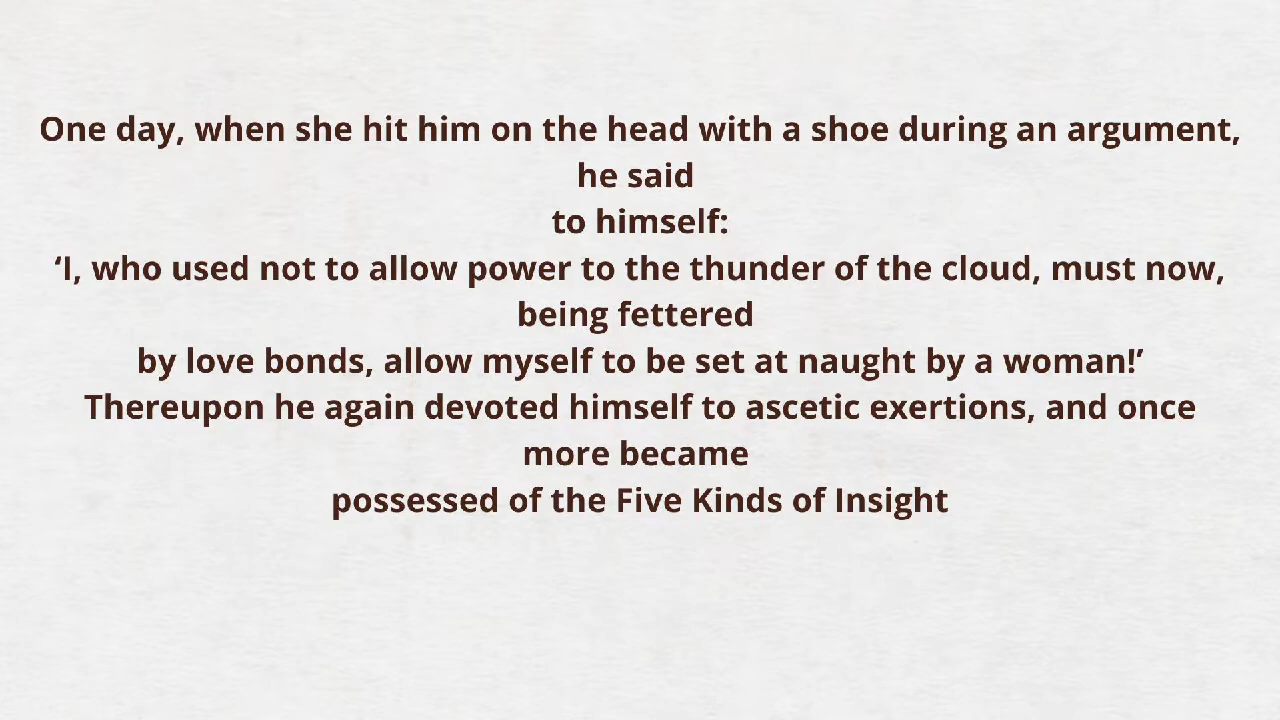 One day, when she hit him on the head with a shoe during an argument,
he said
to himself:
‘I, who used not to allow power to the thunder of the cloud, must now,
being fettered
by love bonds, allow myself to be set at naught by a woman!’
Thereupon he again devoted himself to ascetic exertions, and once
more became
possessed of the Five Kinds of Insight